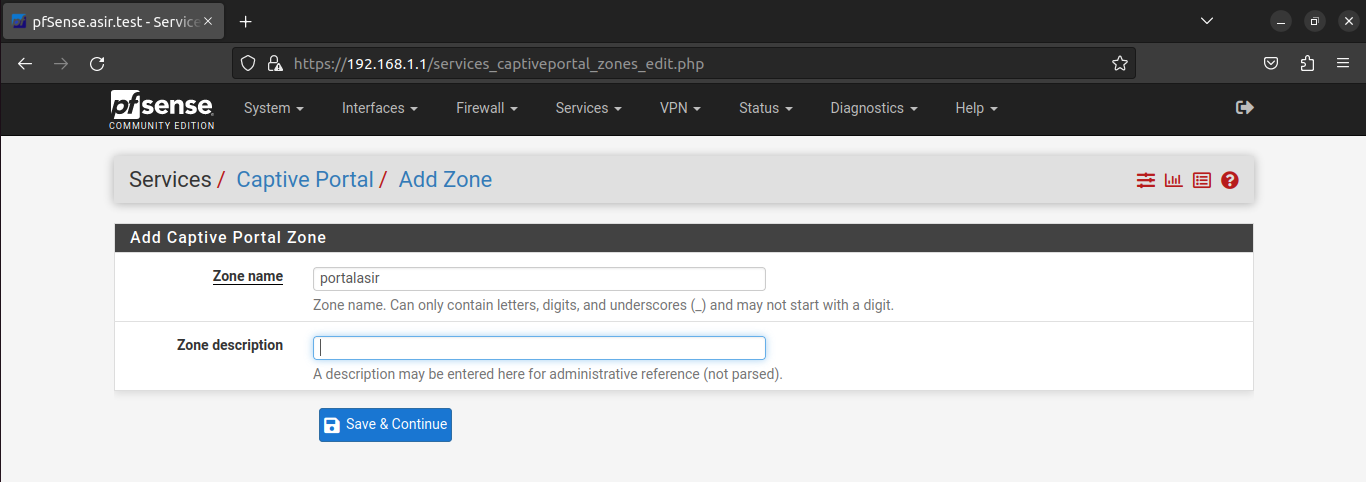 pfSense.asir.test - Service
https://192.168.1.1/services_captiveportal_zones_edit.php
pfsense
COMMUNITY EDITION
System Interfaces Firewall Services VPN Status Diagnostics Help
Services / Captive Portal / Add Zone
Add Captive Portal Zone
Zone name portalasir
Zone name. Can only contain letters, digits, and underscores (_) and may not start with a digit.
Zone description
A description may be entered here for administrative reference (not parsed).
Save & Continue